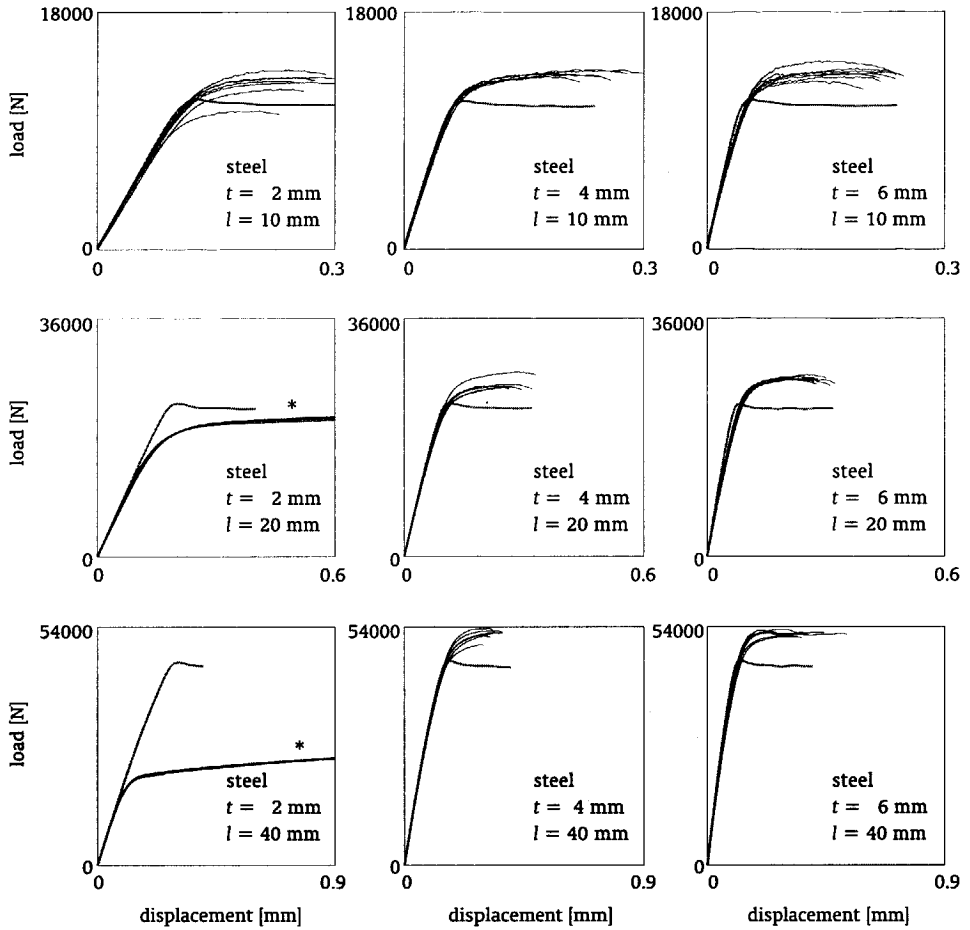 18000
load [N]
steel
t = 2 mm
l = 10 mm
0
0
0.3
steel
t = 4 mm
l = 10 mm
0
0.3
steel
t = 6 mm
l = 10 mm
0
0
0.3
36000
load [N]
*
steel
t = 2 mm
l = 20 mm
0
0
0.6
36000
steel
t = 4 mm
l = 20 mm
0
0
0.6
36000
steel
t = 6 mm
l = 20 mm
0
0
0.6
54000
load [N]
*
steel
t = 2 mm
l = 40 mm
0
0
0.9
displacement [mm]
54000
steel
t = 4 mm
l = 40 mm
0
0
0.9
displacement [mm]
54000
steel
t = 6 mm
l = 40 mm
0
0
0.9
displacement [mm]